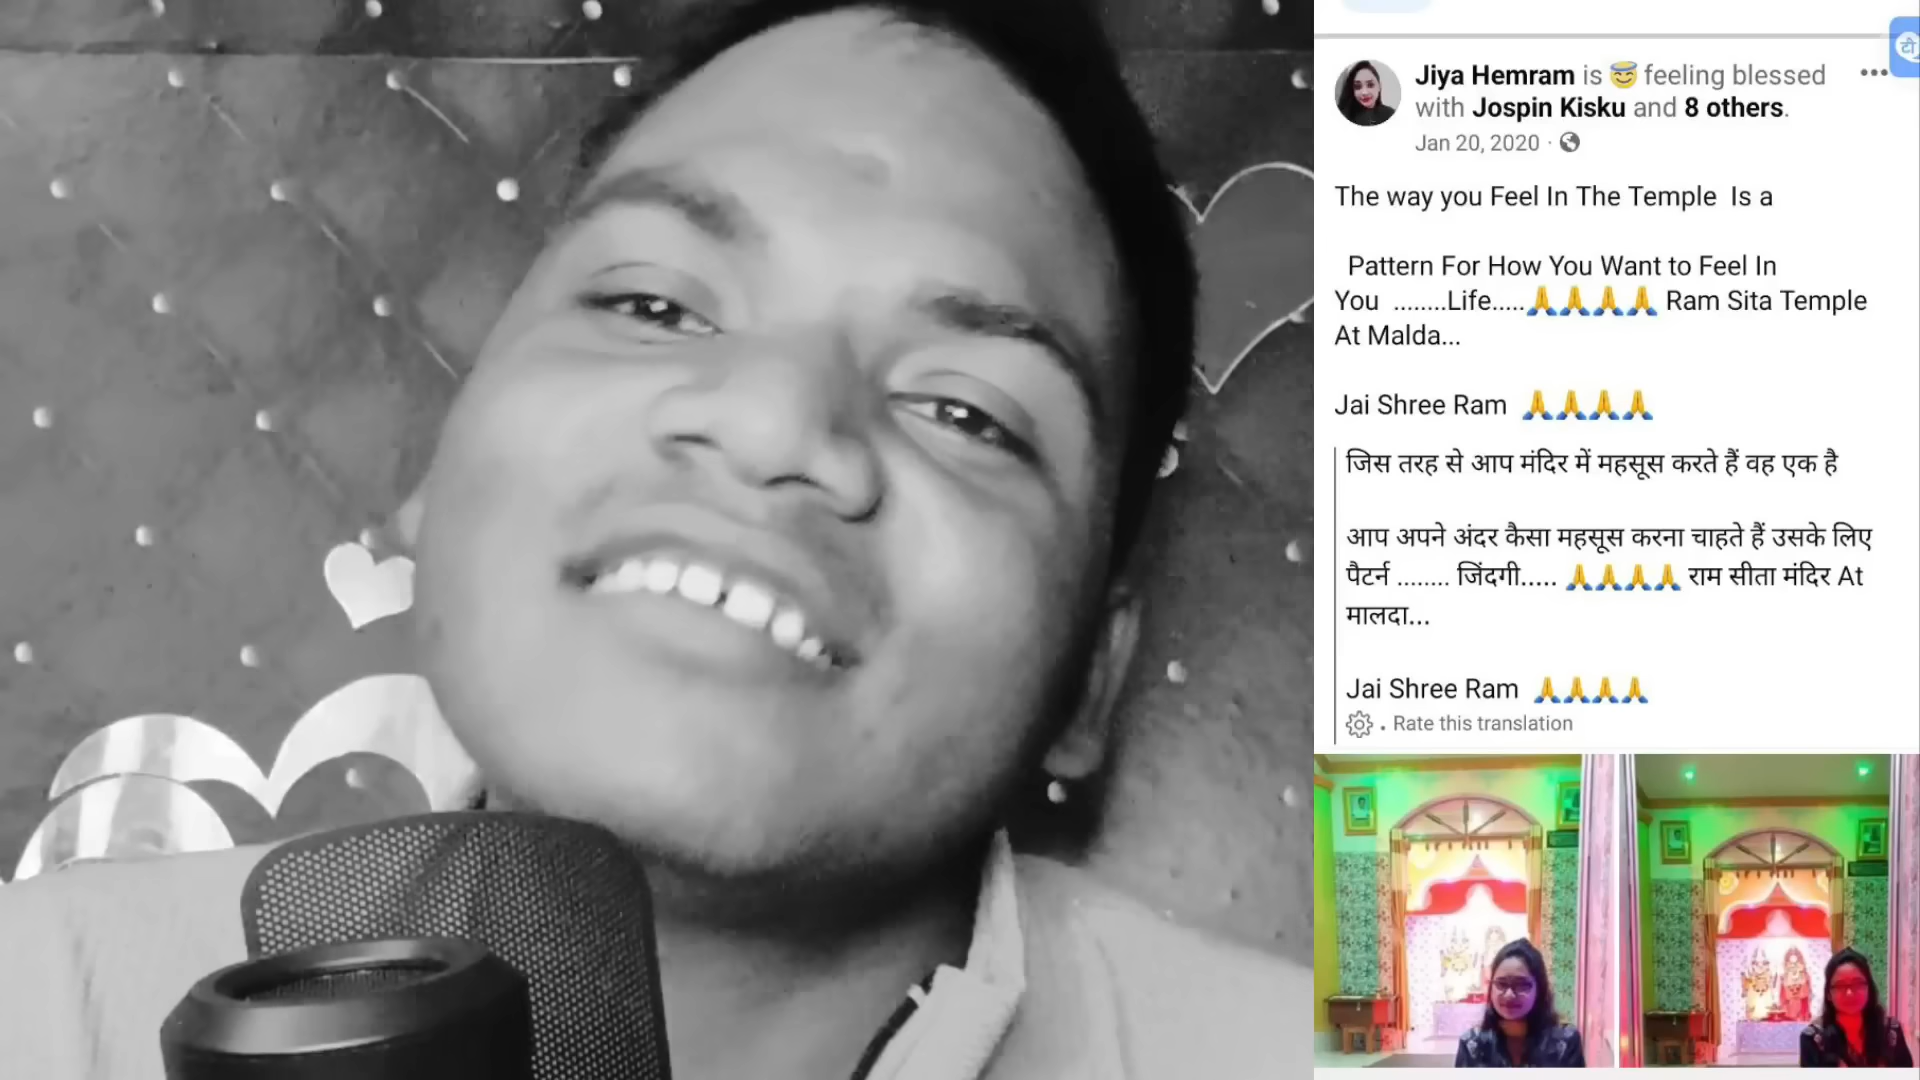 Jiya Hemram is 😇 feeling blessed
with Jospin Kisku and 8 others.
Jan 20, 2020 ·
The way you Feel In The Temple Is a
Pattern For How You Want to Feel In
You ........Life.....🙏🙏🙏🙏 Ram Sita Temple
At Malda...
Jai Shree Ram 🙏🙏🙏🙏
जिस तरह से आप मंदिर में महसूस करते हैं वह एक है
आप अपने अंदर कैसा महसूस करना चाहते हैं उसके लिए
पैटर्न ........ जिंदगी..... 🙏🙏🙏🙏 राम सीता मंदिर At
मालदा...
Jai Shree Ram 🙏🙏🙏🙏
· Rate this translation